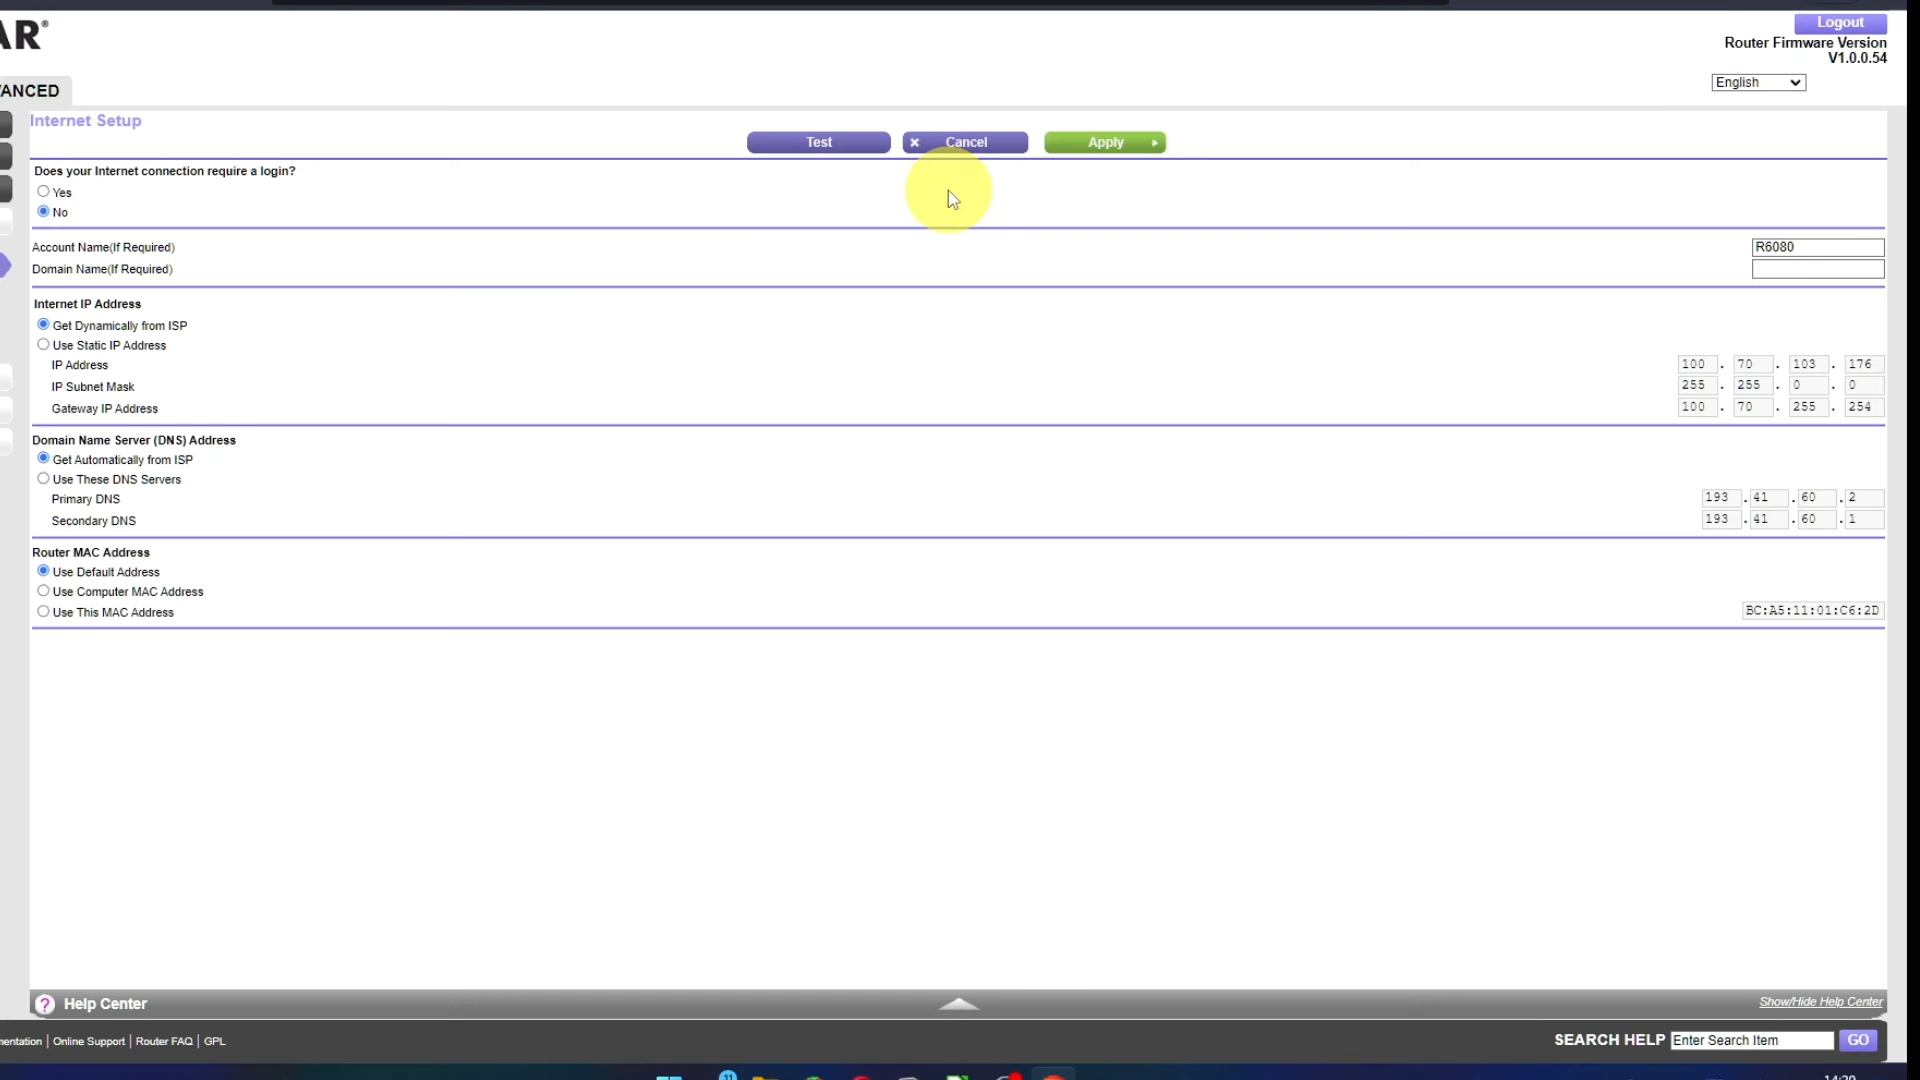 AR®
Logout
Router Firmware Version
V1.0.0.54
English
VANCED
Internet Setup
Test
Cancel
Apply
Does your Internet connection require a login?
Yes
No
Account Name(If Required) R6080
Domain Name(If Required)
Internet IP Address
Get Dynamically from ISP
Use Static IP Address
IP Address 100 . 70 . 103 . 176
IP Subnet Mask 255 . 255 . 0 . 0
Gateway IP Address 100 . 70 . 255 . 254
Domain Name Server (DNS) Address
Get Automatically from ISP
Use These DNS Servers
Primary DNS 193 . 41 . 60 . 2
Secondary DNS 193 . 41 . 60 . 1
Router MAC Address
Use Default Address
Use Computer MAC Address
Use This MAC Address BC:A5:11:01:C6:2D
? Help Center
Show/Hide Help Center
mentation | Online Support | Router FAQ | GPL
SEARCH HELP Enter Search Item GO
11